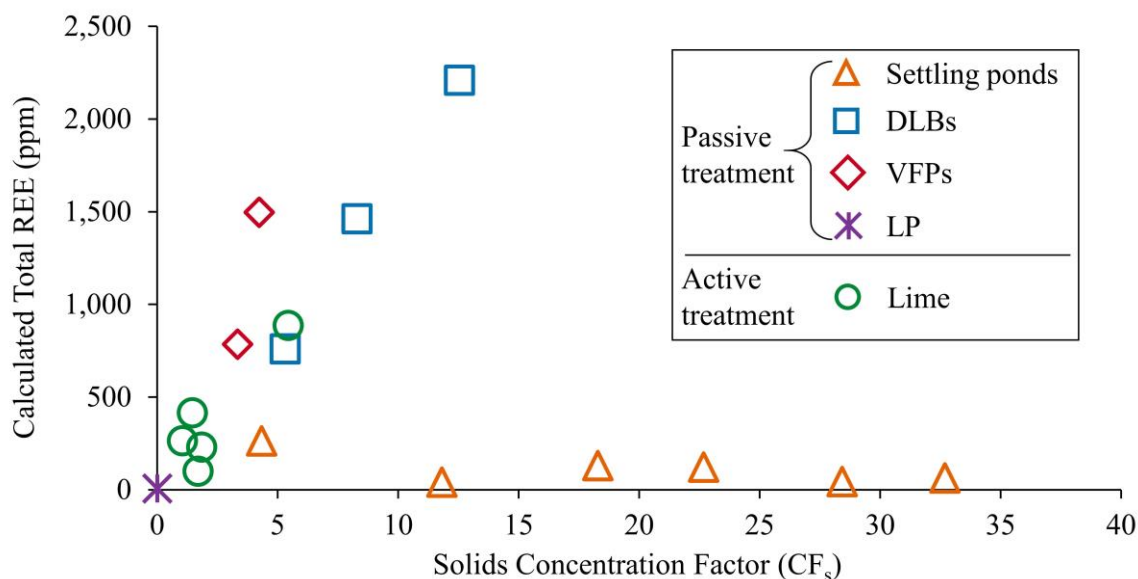 2,500
2,000
1,500
1,000
500
0
Calculated Total REE (ppm)
0 5 10 15 20 25 30 35 40
Solids Concentration Factor (CFs)
Passive
treatment
Settling ponds
DLBs
VFPs
LP
Active
treatment
Lime